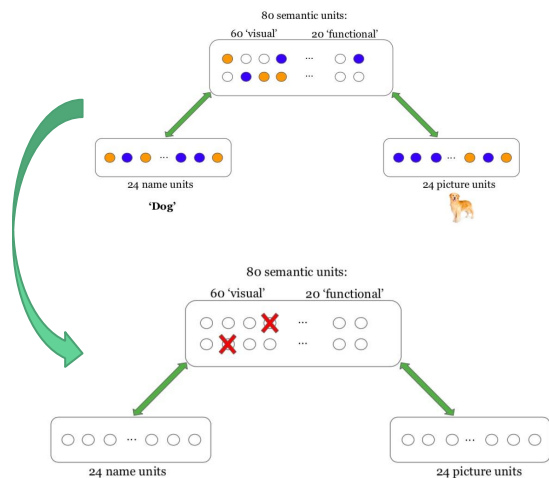 80 semantic units:
60 ‘visual’ 20 ‘functional’
...
... ...
24 name units 24 picture units
‘Dog’
80 semantic units:
60 ‘visual’ 20 ‘functional’
...
...
... ...
24 name units 24 picture units